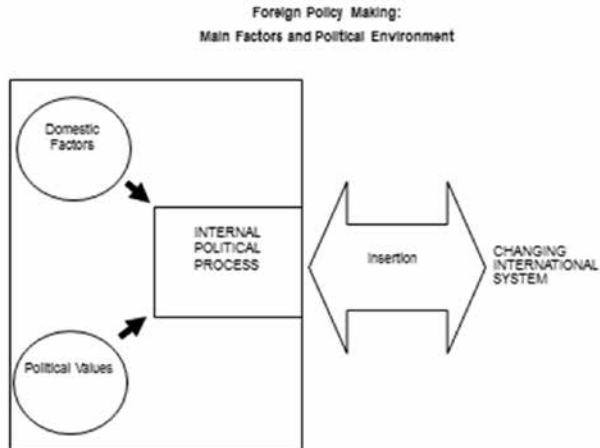 Foreign Policy Making:
Main Factors and Political Environment
Domestic
Factors
INTERNAL
POLITICAL
PROCESS
Insertion
CHANGING
INTERNATIONAL
SYSTEM
Political Values